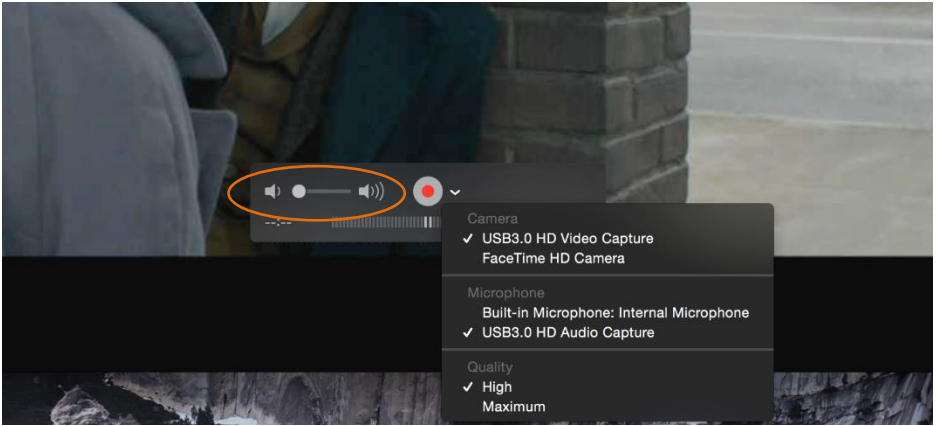 --:--
Camera
✓ USB3.0 HD Video Capture
FaceTime HD Camera
Microphone
Built-in Microphone: Internal Microphone
✓ USB3.0 HD Audio Capture
Quality
✓ High
Maximum